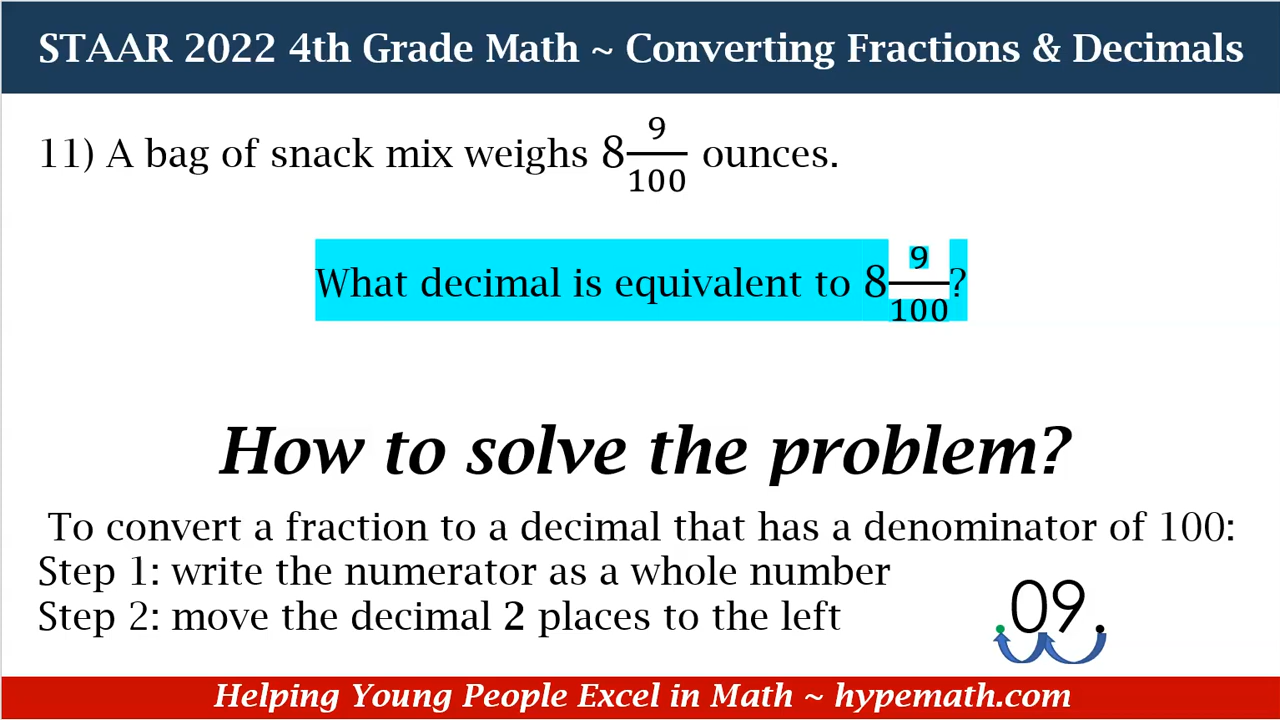 STAAR 2022 4th Grade Math ~ Converting Fractions & Decimals
11) A bag of snack mix weighs 8 9/100 ounces.
What decimal is equivalent to 8 9/100?
How to solve the problem?
To convert a fraction to a decimal that has a denominator of 100:
Step 1: write the numerator as a whole number
Step 2: move the decimal 2 places to the left
.09.
Helping Young People Excel in Math ~ hypemath.com